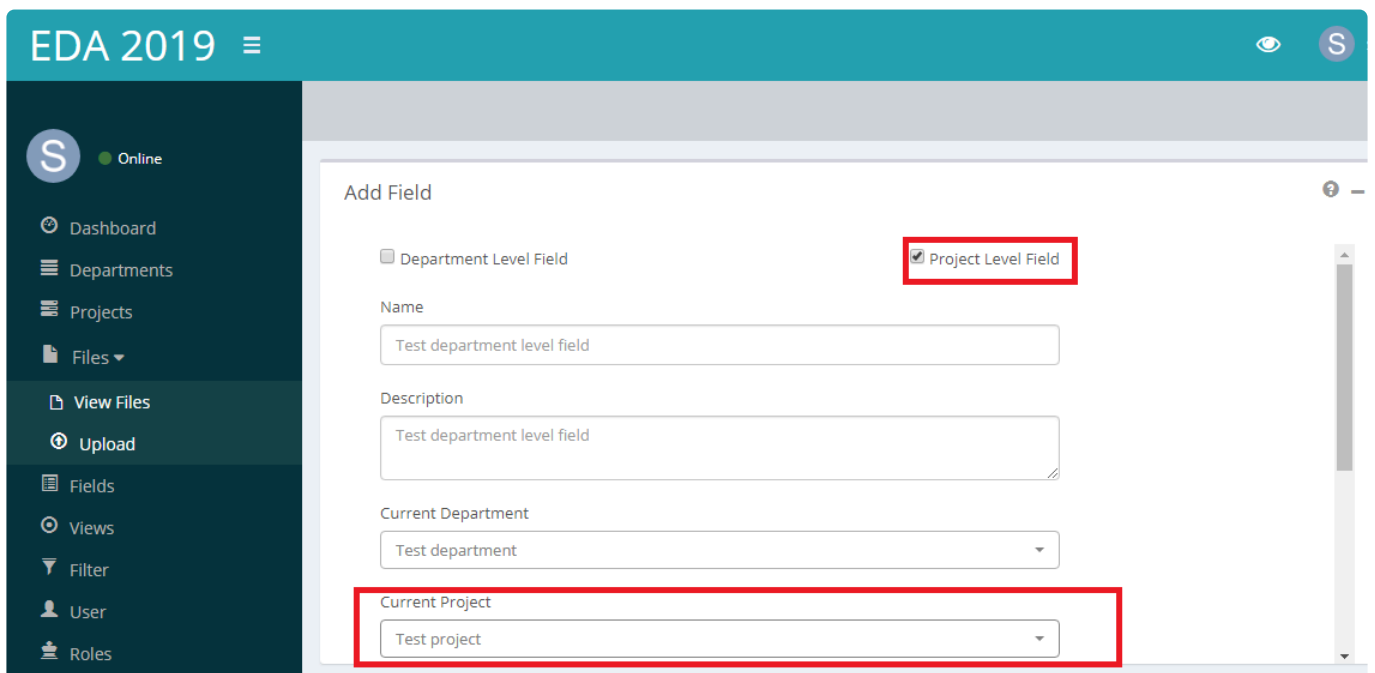 EDA 2019
S
S
Online
Dashboard
Departments
Projects
Files
View Files
Upload
Fields
Views
Filter
User
Roles
Add Field
Department Level Field
Project Level Field
Name
Test department level field
Description
Test department level field
Current Department
Test department
Current Project
Test project